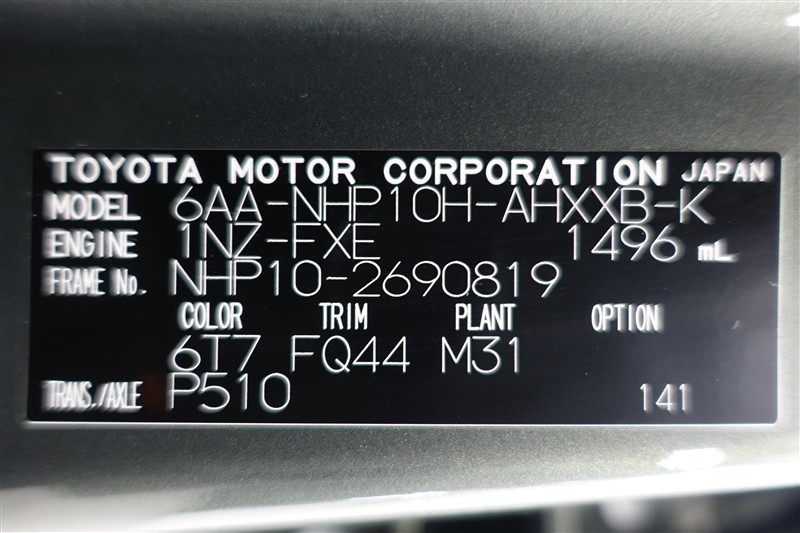 TOYOTA MOTOR CORPORATION JAPAN
MODEL 6AA-NHP10H-AHXXB-K
ENGINE 1NZ-FXE 1496 mL
FRAME No. NHP10-2690819
COLOR TRIM PLANT OPTION
6T7 FQ44 M31
TRANS./AXLE P510 141